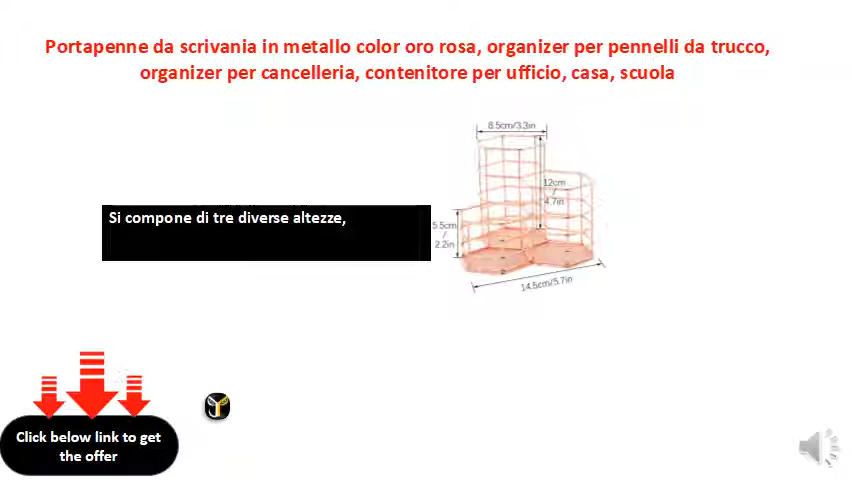 Portapenne da scrivania in metallo color oro rosa, organizer per pennelli da trucco,
organizer per cancelleria, contenitore per ufficio, casa, scuola
8.5cm/3.3in
12cm
/
4.7in
Si compone di tre diverse altezze,
5.5cm
/
2.2in
14.5cm/5.7in
Click below link to get
the offer